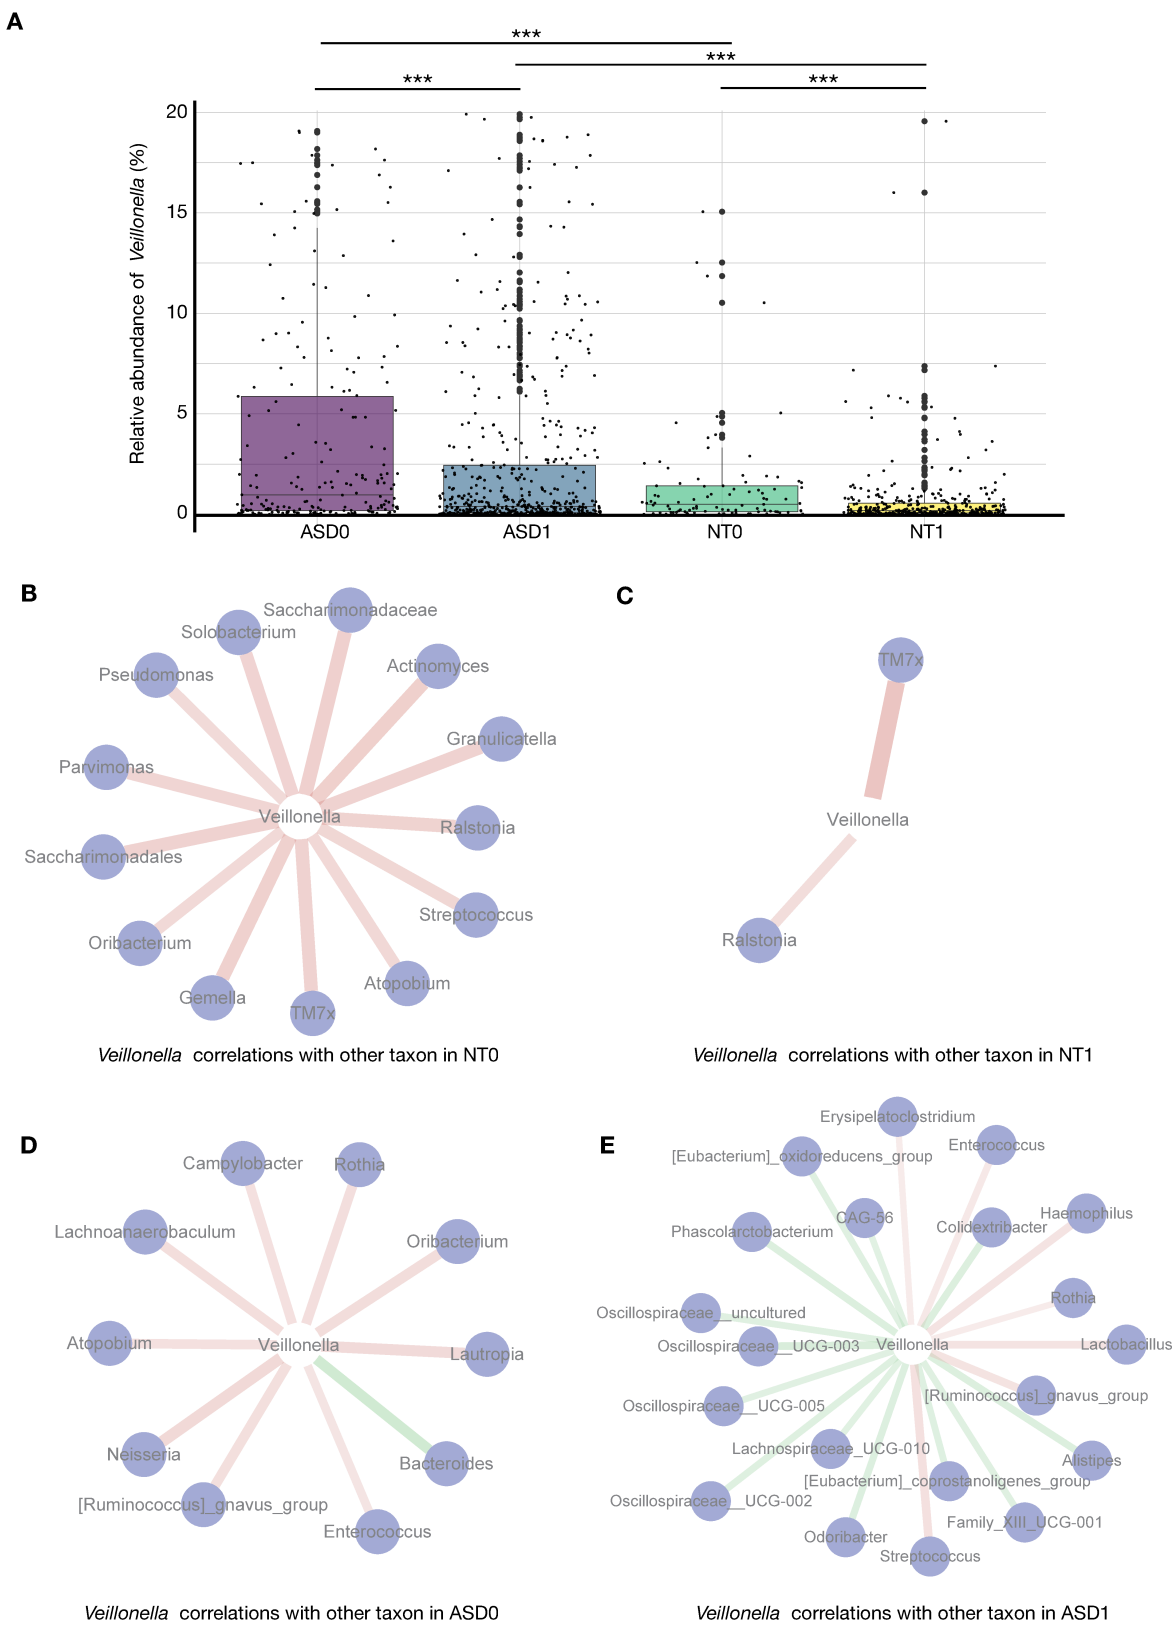 A
***
***
***
***
Relative abundance of Veillonella (%)
20
15
10
5
0
ASD0
ASD1
NT0
NT1
B
Saccharimonadaceae
Solobacterium
Actinomyces
Pseudomonas
Granulicatella
Parvimonas
Veillonella
Ralstonia
Saccharimonadales
Streptococcus
Oribacterium
Atopobium
Gemella
TM7x
Veillonella correlations with other taxon in NT0
C
TM7x
Veillonella
Ralstonia
Veillonella correlations with other taxon in NT1
D
Campylobacter
Rothia
Lachnoanaerobaculum
Oribacterium
Atopobium
Veillonella
Lautropia
Neisseria
Bacteroides
[Ruminococcus]_gnavus_group
Enterococcus
Veillonella correlations with other taxon in ASD0
E
Erysipelatoclostridium
Enterococcus
[Eubacterium]_oxidoreducens_group
Haemophilus
CAG-56
Colidextribacter
Phascolarctobacterium
Rothia
Oscillospiraceae__uncultured
Oscillospiraceae__UCG-003
Veillonella
Lactobacillus
[Ruminococcus]_gnavus_group
Oscillospiraceae__UCG-005
Lachnospiraceae_UCG-010
Alistipes
[Eubacterium]_coprostanoligenes_group
Oscillospiraceae__UCG-002
Family_XIII_UCG-001
Odoribacter
Streptococcus
Veillonella correlations with other taxon in ASD1